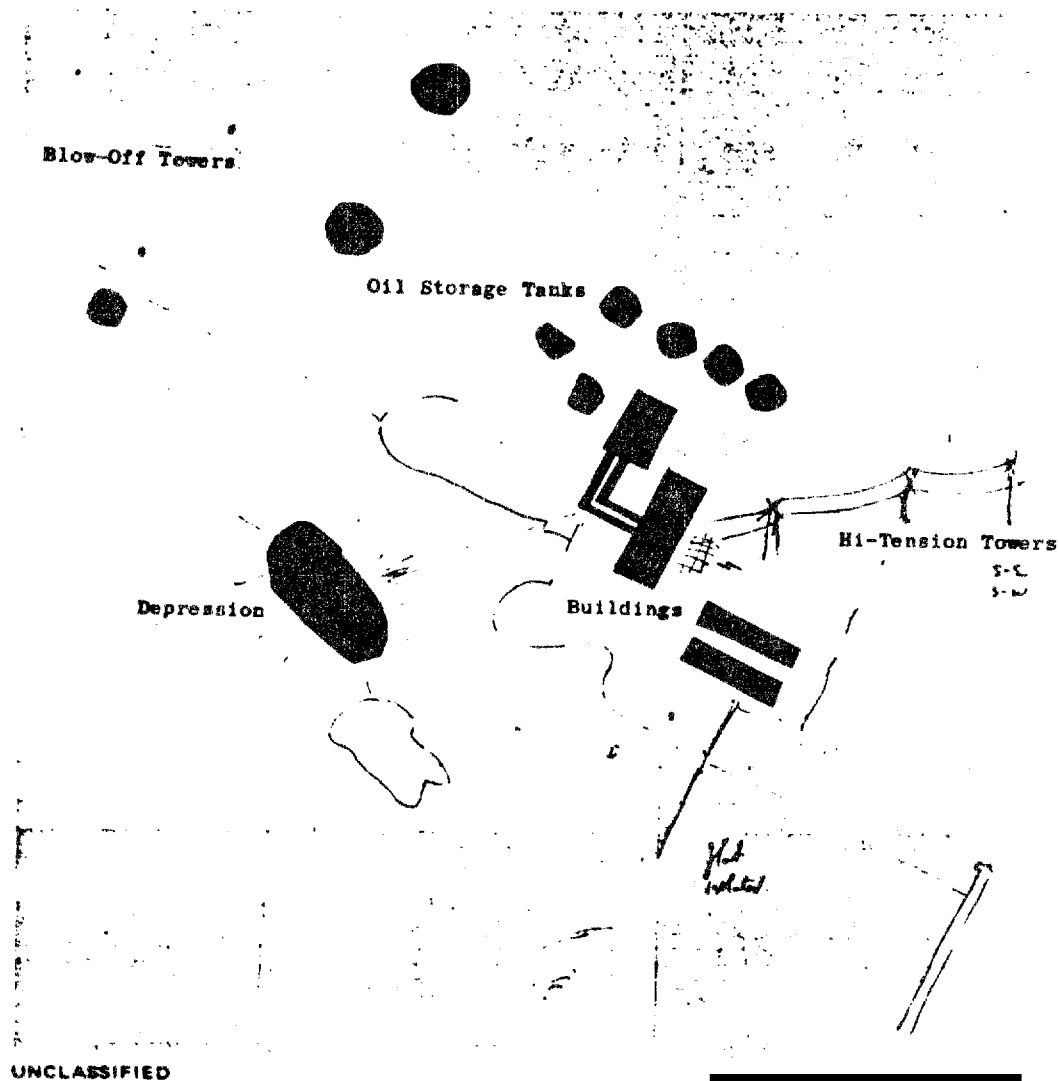 Blow-Off Towers
Oil Storage Tanks
Hi-Tension Towers
Depression
Buildings
UNCLASSIFIED